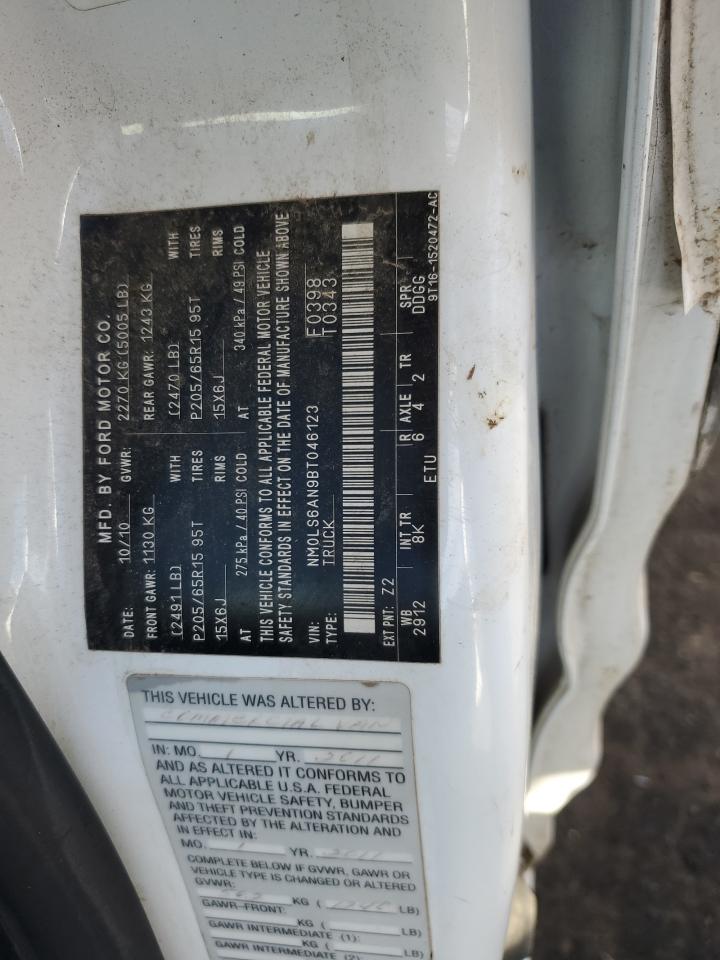 MFD. BY FORD MOTOR CO.
DATE: 10/10 GVWR: 2270 KG (5005 LB)
FRONT GAWR: 1130 KG REAR GAWR: 1243 KG
(2491 LB) WITH (2470 LB) WITH
P205/65R15 95T TIRES P205/65R15 95T TIRES
15X6J RIMS 15X6J RIMS
AT 275 kPa / 40 PSI COLD AT 340 kPa / 49 PSI COLD
THIS VEHICLE CONFORMS TO ALL APPLICABLE FEDERAL MOTOR VEHICLE
SAFETY STANDARDS IN EFFECT ON THE DATE OF MANUFACTURE SHOWN ABOVE
VIN: NM0LS6AN9BT046123 F0398
TYPE: TRUCK T0343
EXT PNT: Z2
WB INT TR R AXLE TR SPR
2912 8K 6 4 2 DDGG
ETU
9T16-1520472-AC
THIS VEHICLE WAS ALTERED BY:
COMMERCIAL VAN
IN: MO. 1 YR. 2011
AND AS ALTERED IT CONFORMS TO
ALL APPLICABLE U.S.A. FEDERAL
MOTOR VEHICLE SAFETY, BUMPER
AND THEFT PREVENTION STANDARDS
AFFECTED BY THE ALTERATION AND
IN EFFECT IN:
MO. 1 YR. 2011
COMPLETE BELOW IF GVWR, GAWR OR
VEHICLE TYPE IS CHANGED OR ALTERED
GVWR: KG ( LB)
GAWR-FRONT: KG ( LB)
GAWR INTERMEDIATE (1):
KG ( LB)
GAWR INTERMEDIATE (2):